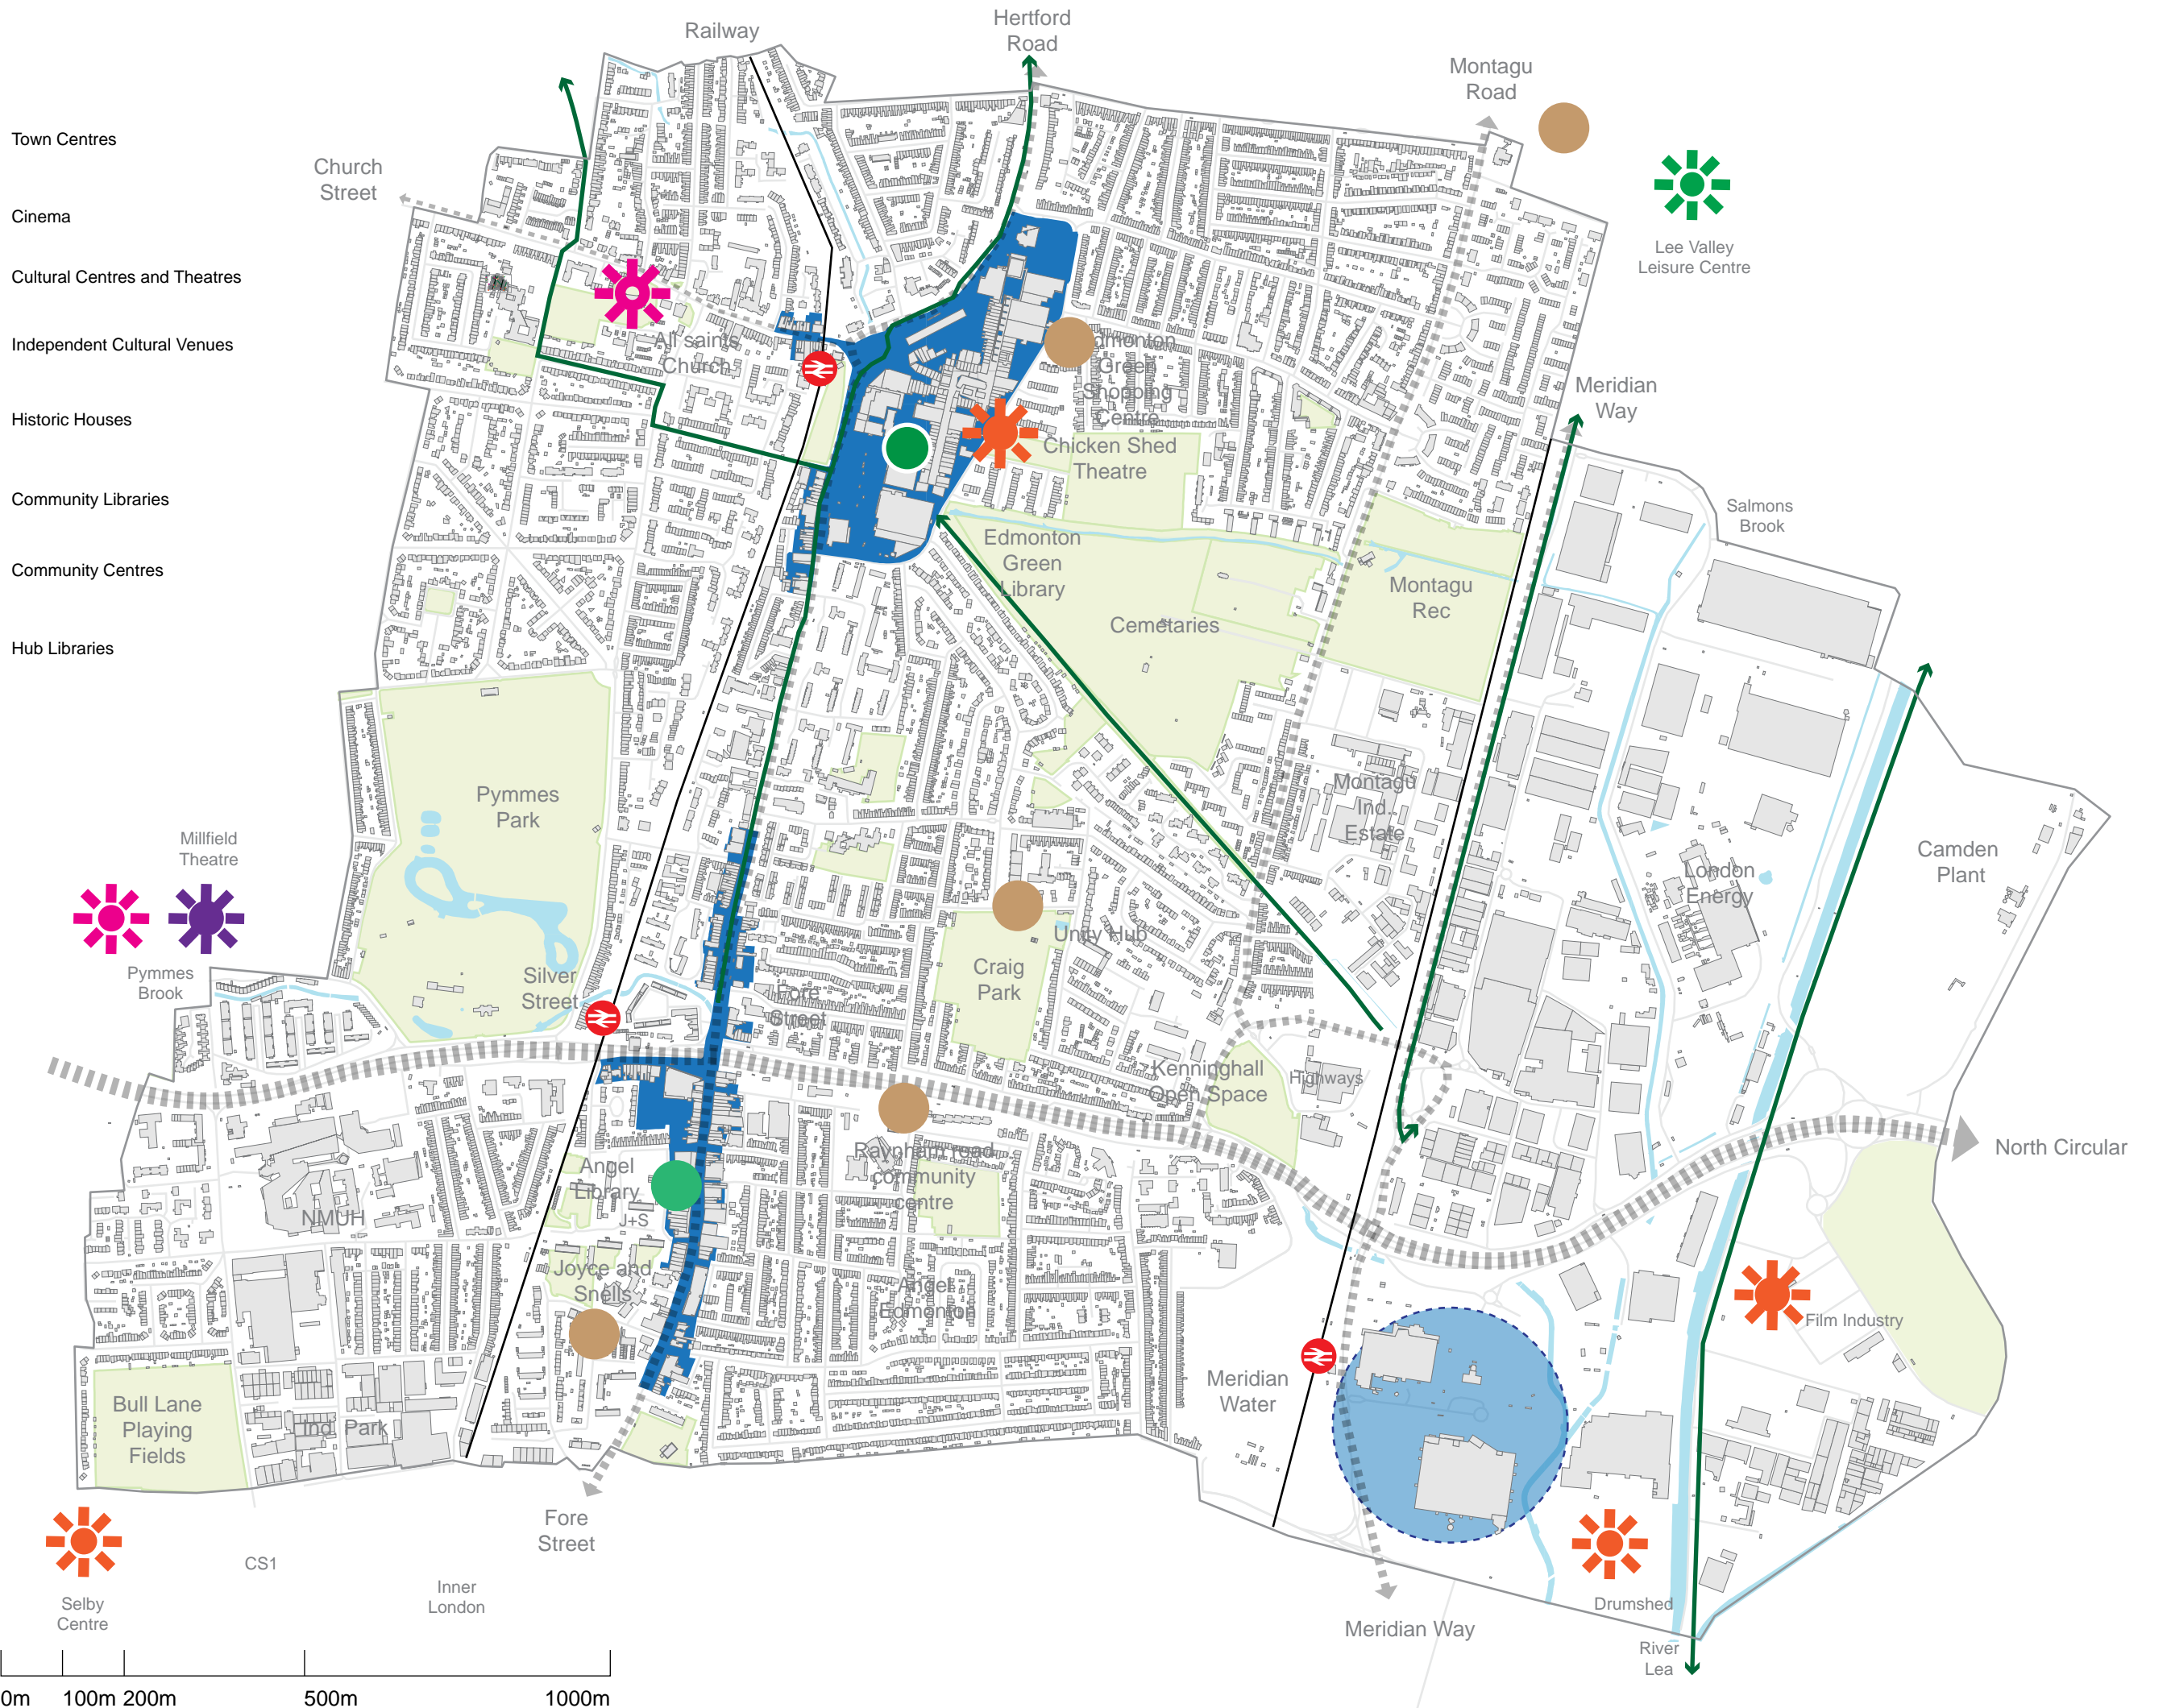 Railway
Hertford
Road
Montagu
Road
Town Centres
Church
Street
Cinema
Lee Valley
Leisure Centre
Cultural Centres and Theatres
Independent Cultural Venues
All saints
Church
Edmonton
Green
Shopping
Centre
Meridian
Way
Historic Houses
Chicken Shed
Theatre
Community Libraries
Salmons
Brook
Edmonton
Green
Library
Community Centres
Montagu
Rec
Cemetaries
Hub Libraries
Pymmes
Park
Montagu
Ind.
Estate
Millfield
Theatre
Camden
Plant
London
Energy
Unity Hub
Pymmes
Brook
Silver
Street
Craig
Park
Fore
Street
Kenninghall
Open Space
Highways
North Circular
Raynham road
community
centre
Angel
Library
NMUH
J+S
Joyce and
Snells
Angel
Edmonton
Film Industry
Meridian
Water
Bull Lane
Playing
Fields
Ind. Park
Fore
Street
CS1
Inner
London
Selby
Centre
Drumshed
Meridian Way
River
Lea
0m 100m 200m 500m 1000m